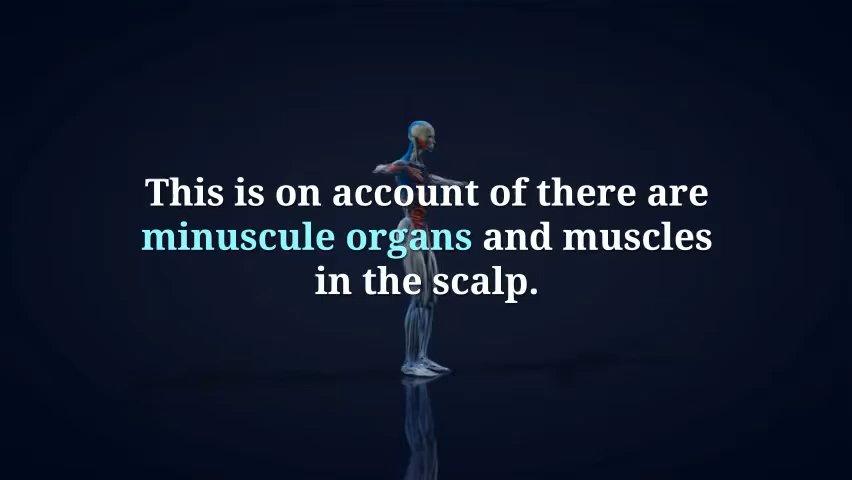 This is on account of there are
minuscule organs and muscles
in the scalp.